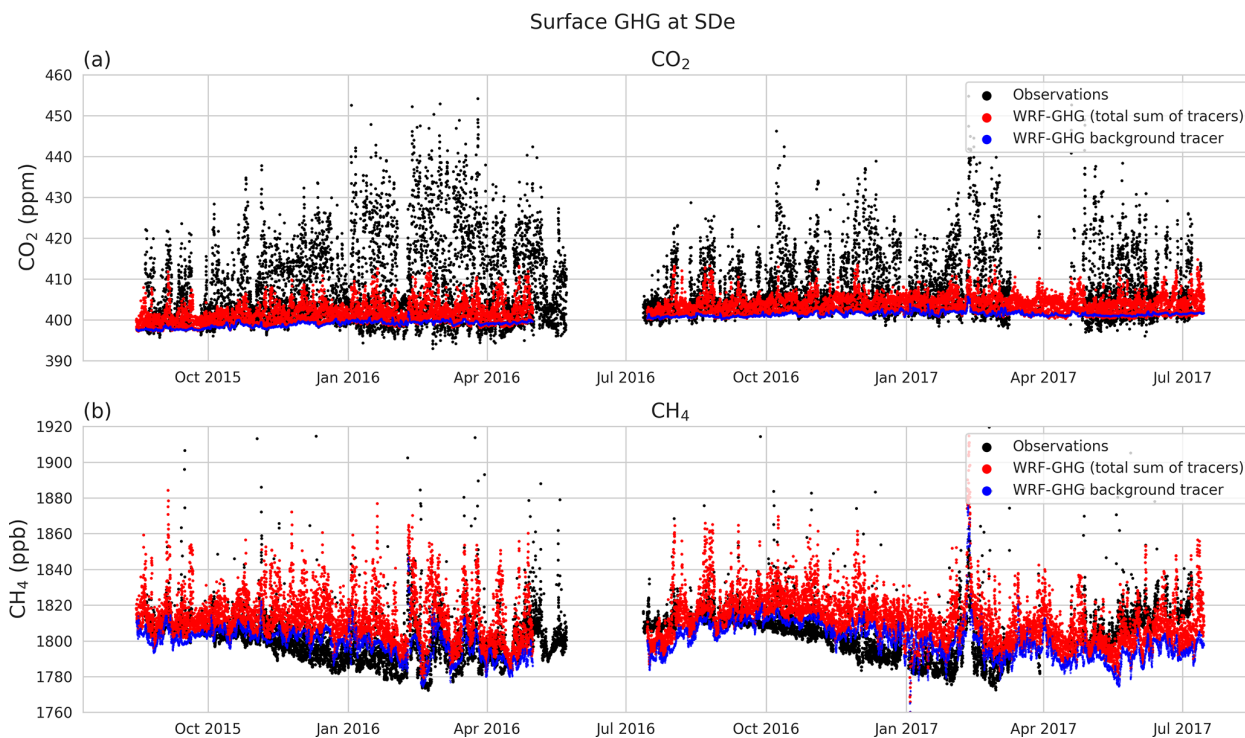 Surface GHG at SDe
(a)
CO₂
460
450
440
430
420
410
400
390
CO₂ (ppm)
Observations
WRF-GHG (total sum of tracers)
WRF-GHG background tracer
Oct 2015
Jan 2016
Apr 2016
Jul 2016
Oct 2016
Jan 2017
Apr 2017
Jul 2017
(b)
CH₄
1920
1900
1880
1860
1840
1820
1800
1780
1760
CH₄ (ppb)
Observations
WRF-GHG (total sum of tracers)
WRF-GHG background tracer
Oct 2015
Jan 2016
Apr 2016
Jul 2016
Oct 2016
Jan 2017
Apr 2017
Jul 2017